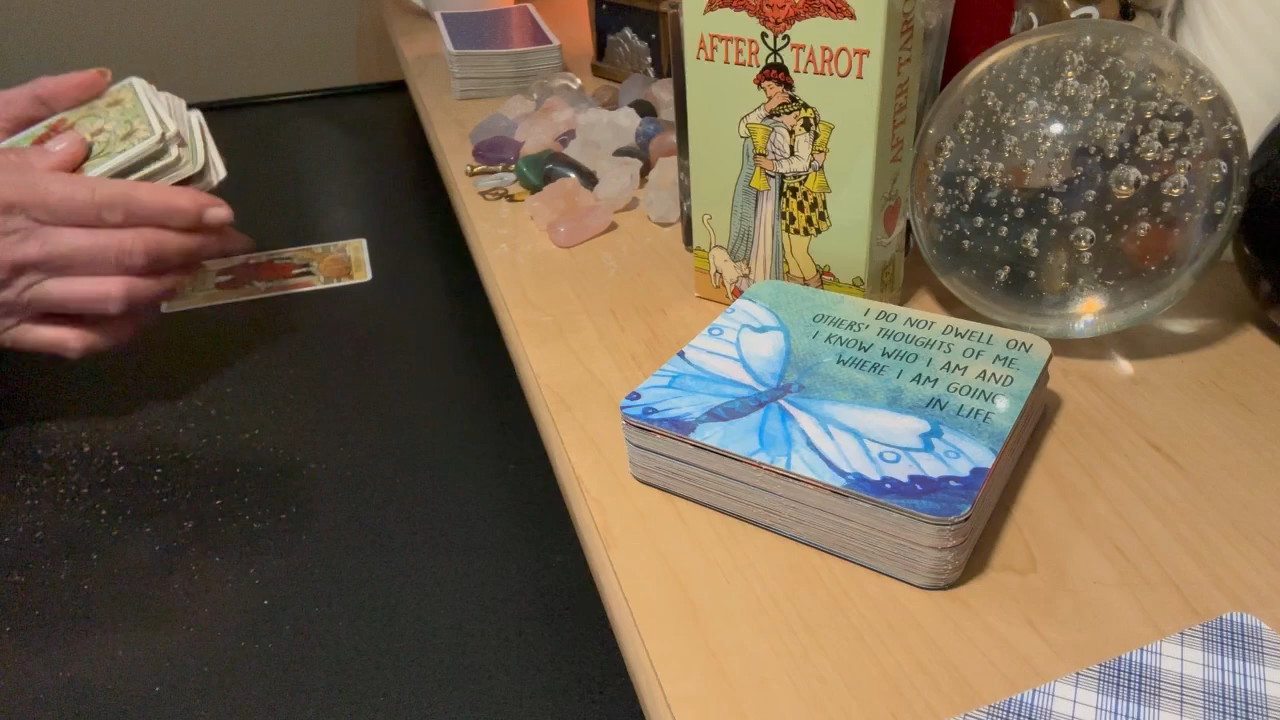 AFTER TAROT
AFTER TARO
I DO NOT DWELL ON
OTHERS' THOUGHTS OF ME.
I KNOW WHO I AM AND
WHERE I AM GOING
IN LIFE